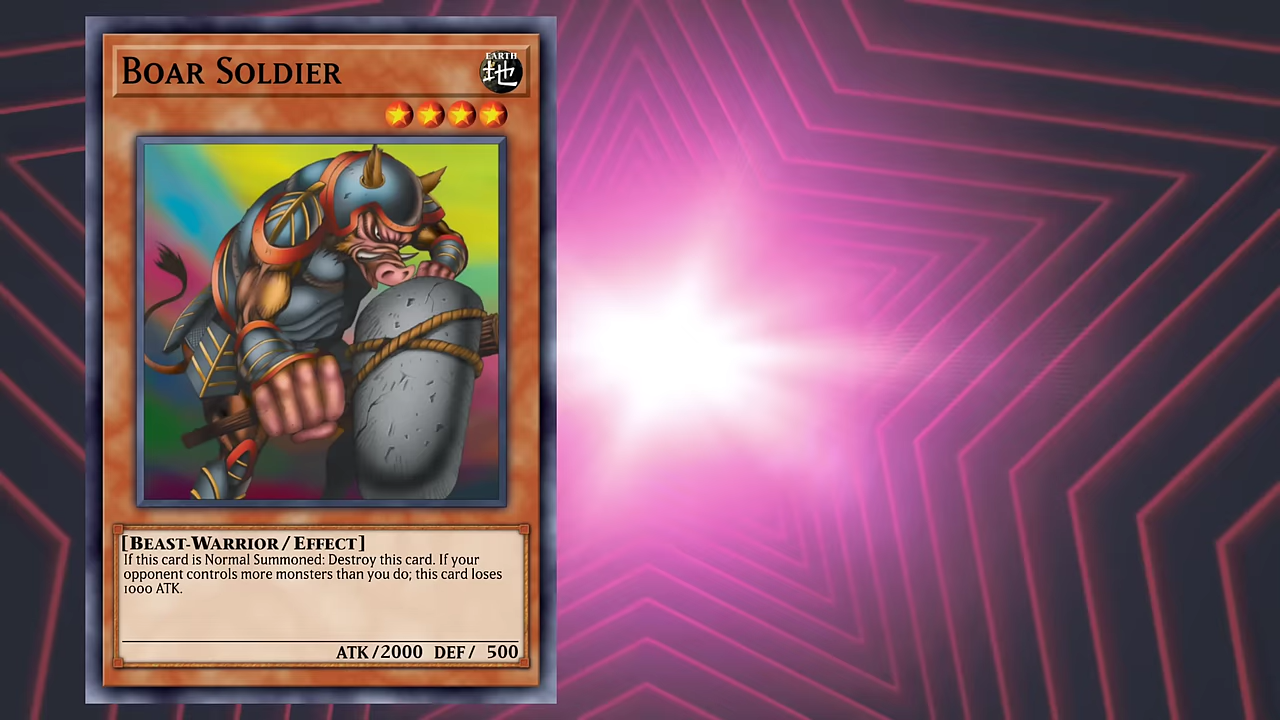 BOAR SOLDIER
EARTH
地
[BEAST-WARRIOR / EFFECT]
If this card is Normal Summoned: Destroy this card. If your
opponent controls more monsters than you do; this card loses
1000 ATK.
ATK / 2000 DEF / 500